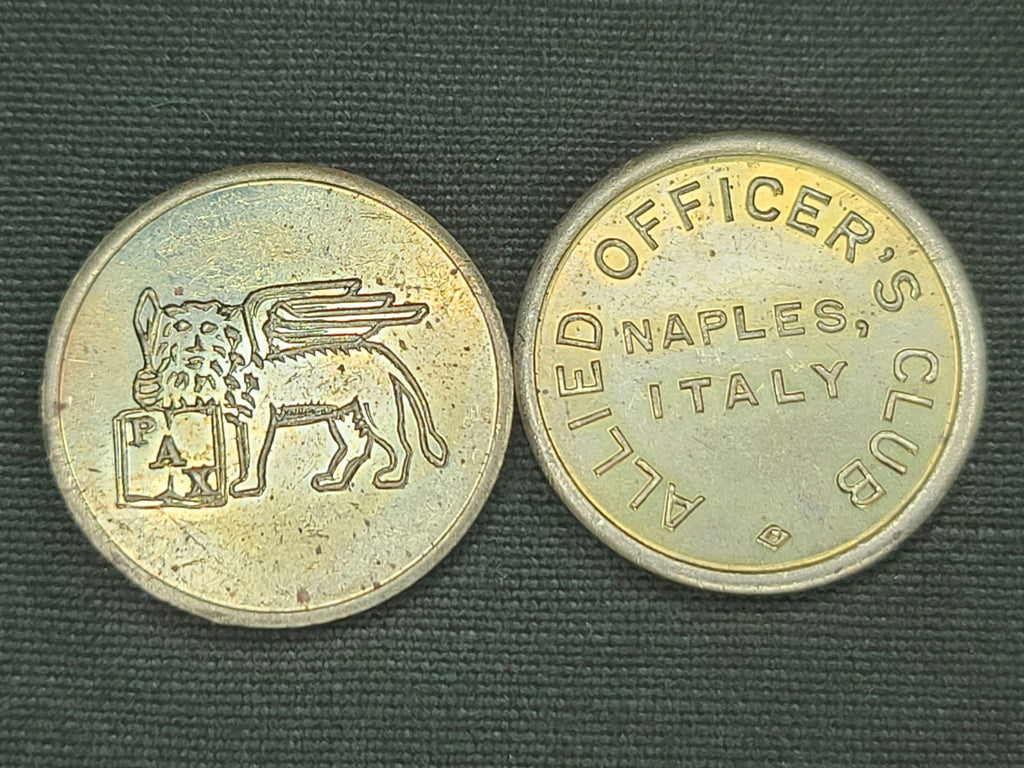 P
A
X
ALLIED OFFICER'S CLUB
NAPLES,
ITALY